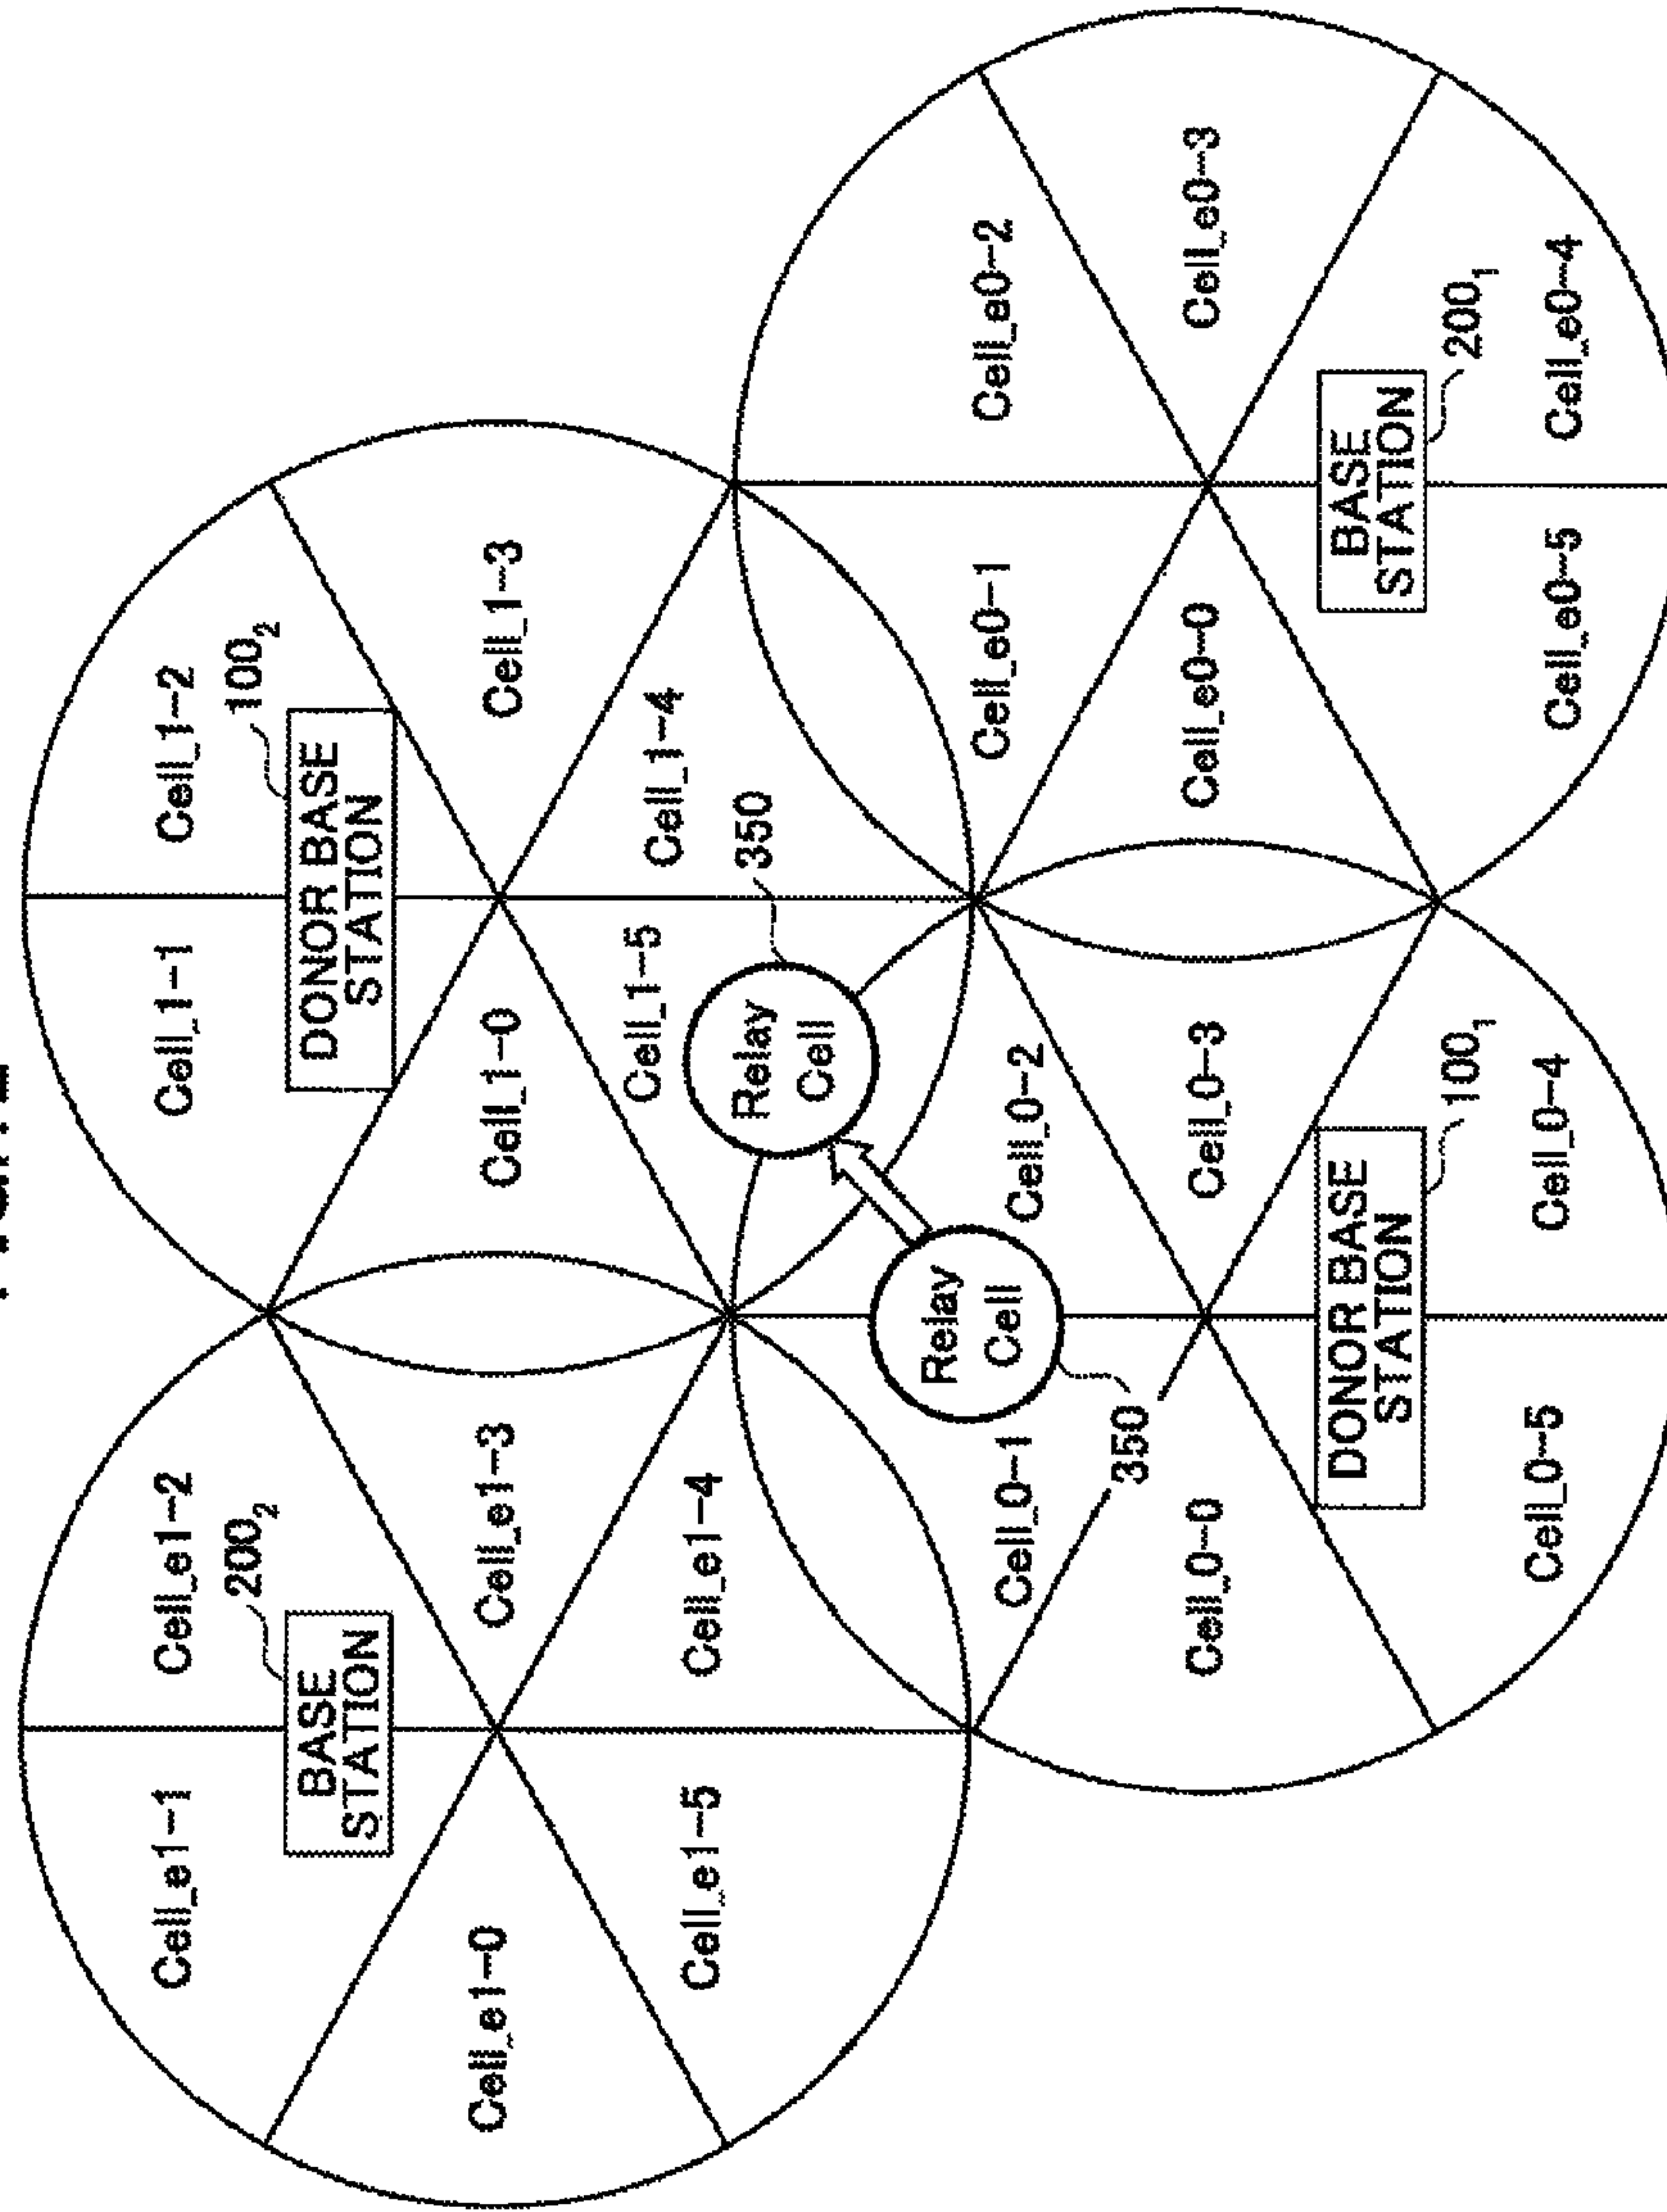 Cell_e1-1
Cell_e1-2
Cell_1-1
Cell_1-2
200₂
100₂
BASE
STATION
DONOR BASE
STATION
Cell_e1-0
Cell_e1-3
Cell_1-0
Cell_1-3
Cell_1-5
Cell_1-4
Cell_e1-5
Cell_e1-4
Relay
Cell
350
Relay
Cell
350
Cell_0-1
Cell_0-2
Cell_e0-1
Cell_e0-2
Cell_0-0
Cell_0-3
Cell_e0-0
Cell_e0-3
DONOR BASE
STATION
100₁
BASE
STATION
200₁
Cell_0-5
Cell_0-4
Cell_e0-5
Cell_e0-4